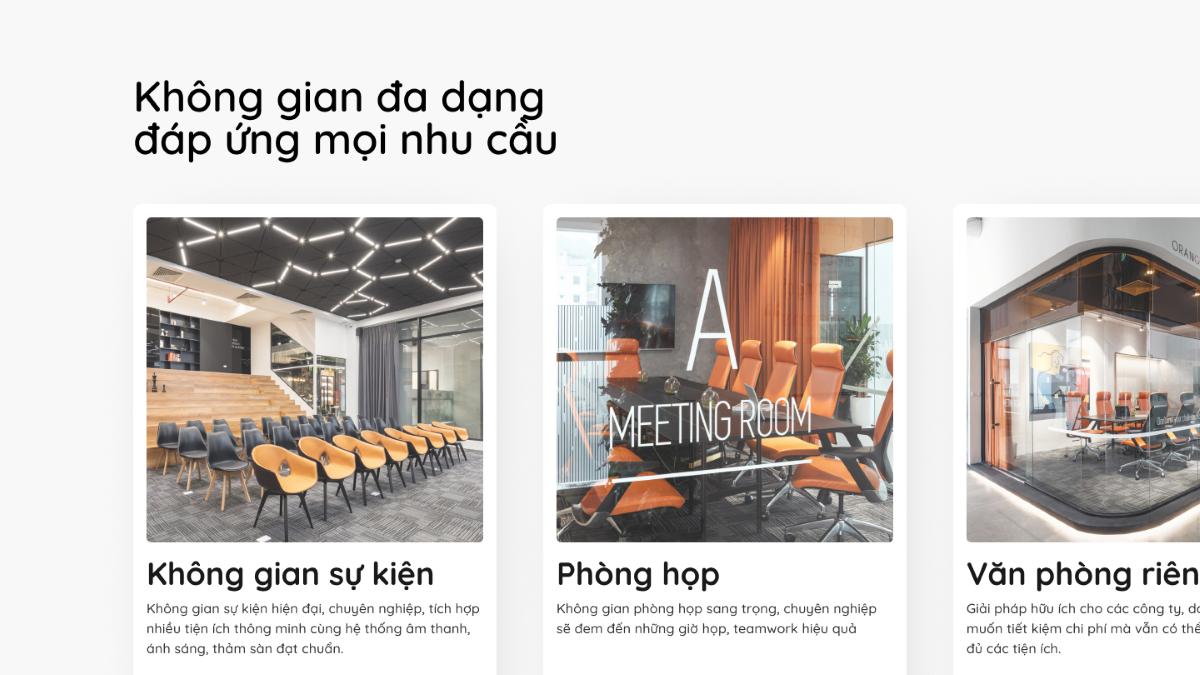 Không gian đa dạng
đáp ứng mọi nhu cầu
A
MEETING ROOM
Không gian sự kiện
Không gian sự kiện hiện đại, chuyên nghiệp, tích hợp
nhiều tiện ích thông minh cùng hệ thống âm thanh,
ánh sáng, thảm sàn đạt chuẩn.
Phòng họp
Không gian phòng họp sang trọng, chuyên nghiệp
sẽ đem đến những giờ họp, teamwork hiệu quả
Văn phòng
Giải pháp hữu ích cho các công ty,
muốn tiết kiệm chi phí mà vẫn có thể
đủ các tiện ích.